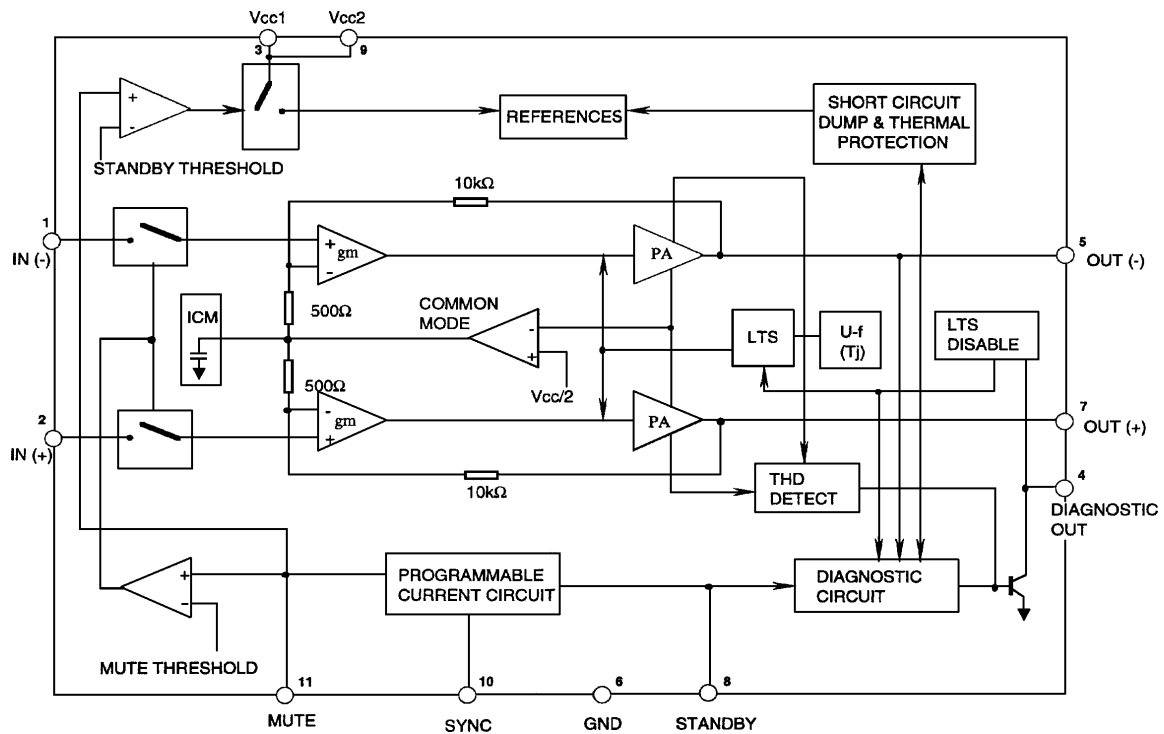 Vcc1
Vcc2
3
9
+
-
STANDBY THRESHOLD
REFERENCES
SHORT CIRCUIT
DUMP & THERMAL
PROTECTION
10kΩ
1
IN (-)
+
gm
-
PA
5
OUT (-)
500Ω
ICM
COMMON
MODE
-
+
Vcc/2
LTS
U-f
(Tj)
LTS
DISABLE
500Ω
2
IN (+)
-
gm
+
PA
7
OUT (+)
10kΩ
THD
DETECT
4
DIAGNOSTIC
OUT
+
-
MUTE THRESHOLD
PROGRAMMABLE
CURRENT CIRCUIT
DIAGNOSTIC
CIRCUIT
11
MUTE
10
SYNC
6
GND
8
STANDBY